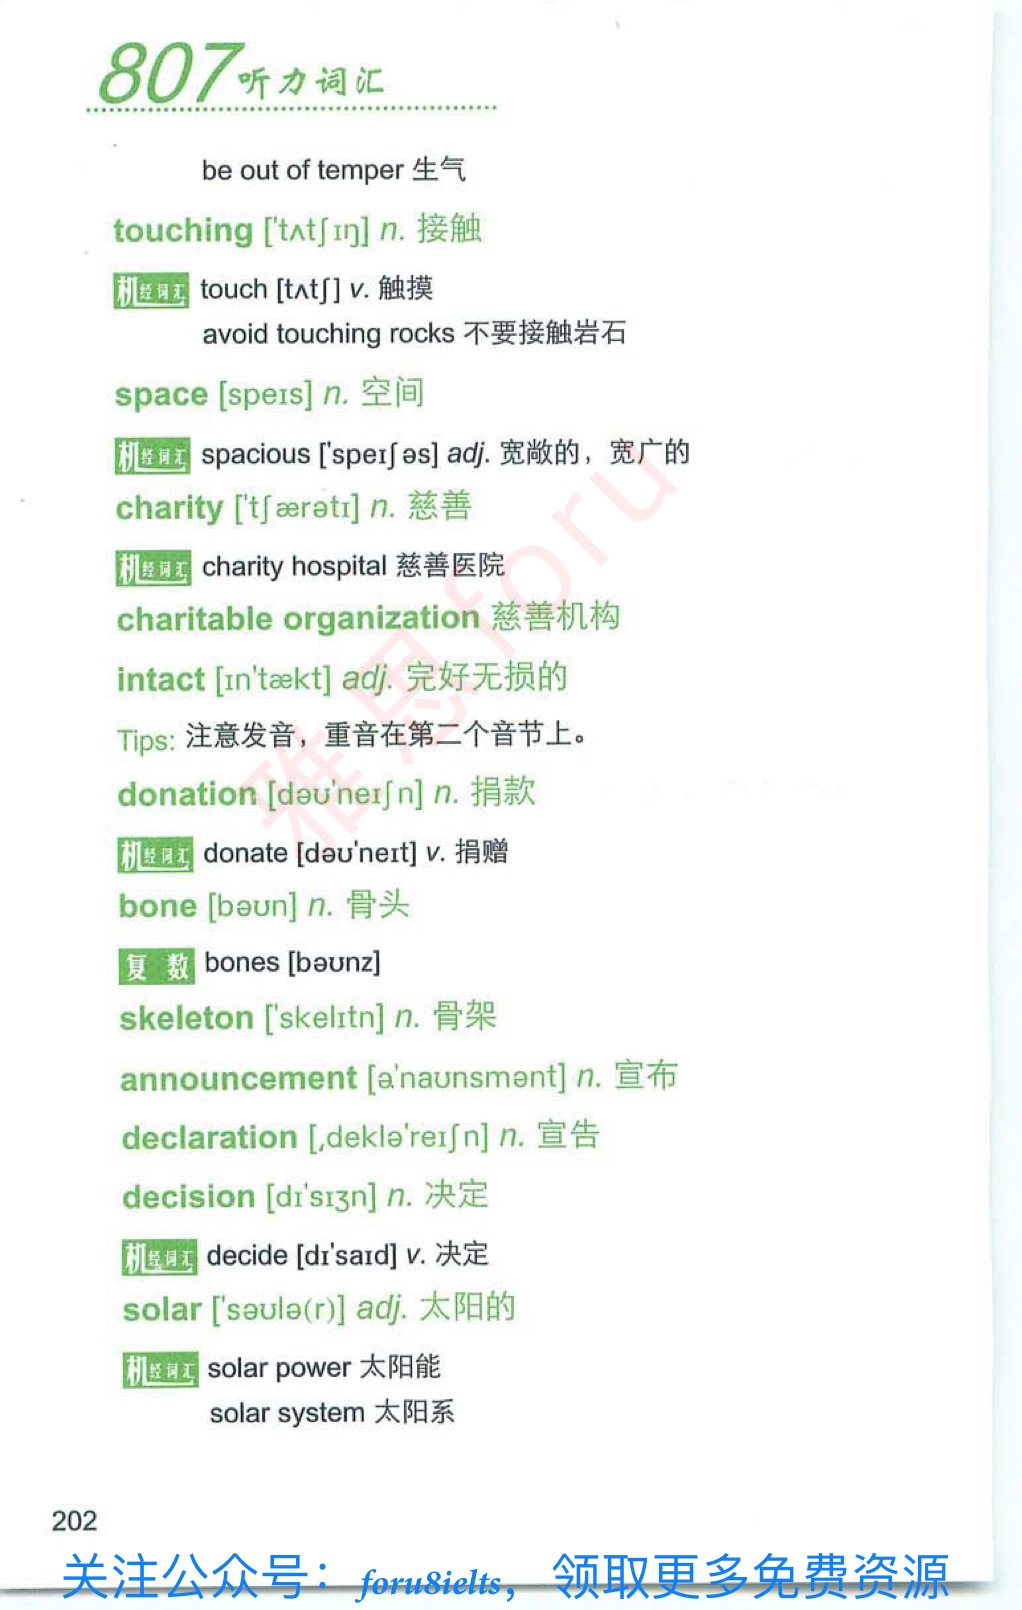 807听力词汇
be out of temper 生气
touching ['tʌtʃɪŋ] n. 接触
机经词汇 touch [tʌtʃ] v. 触摸
avoid touching rocks 不要接触岩石
space [speɪs] n. 空间
机经词汇 spacious ['speɪʃəs] adj. 宽敞的，宽广的
charity ['tʃærətɪ] n. 慈善
机经词汇 charity hospital 慈善医院
charitable organization 慈善机构
intact [ɪn'tækt] adj. 完好无损的
Tips: 注意发音，重音在第二个音节上。
donation [dəʊ'neɪʃn] n. 捐款
机经词汇 donate [dəʊ'neɪt] v. 捐赠
bone [bəʊn] n. 骨头
复数 bones [bəʊnz]
skeleton ['skelɪtn] n. 骨架
announcement [ə'naʊnsmənt] n. 宣布
declaration [ˌdeklə'reɪʃn] n. 宣告
decision [dɪ'sɪʒn] n. 决定
机经词汇 decide [dɪ'saɪd] v. 决定
solar ['səʊlə(r)] adj. 太阳的
机经词汇 solar power 太阳能
solar system 太阳系
雅思foru
202
关注公众号：foru8ielts，领取更多免费资源